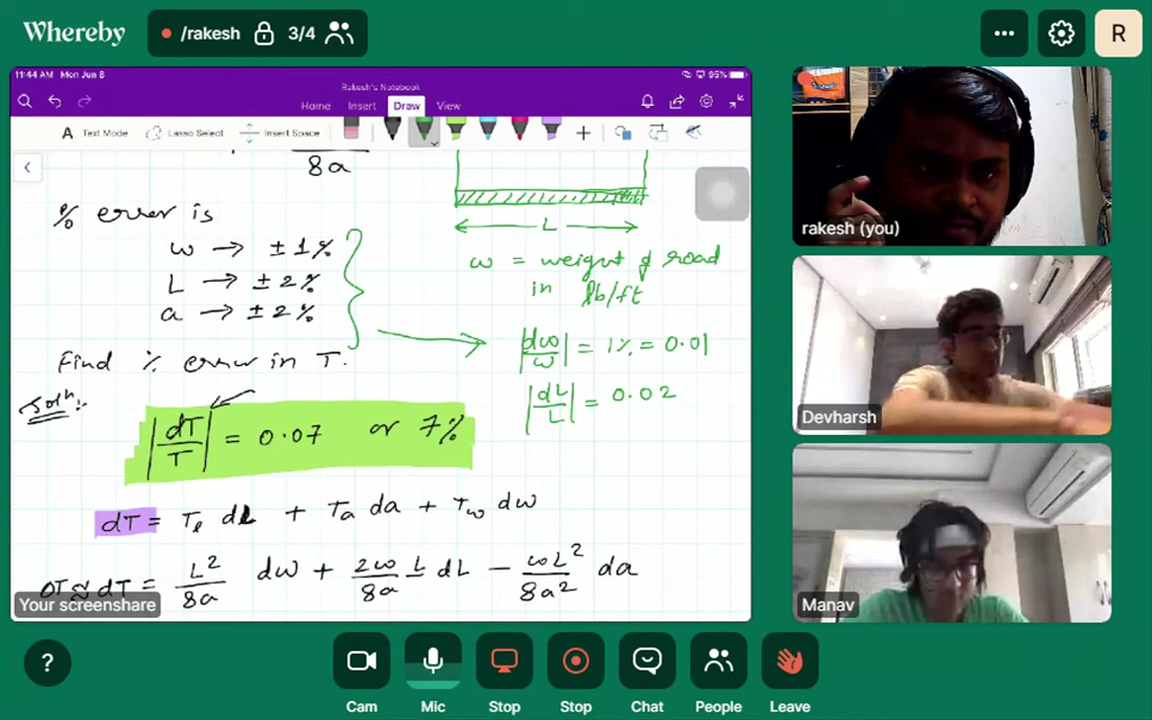 Whereby
/rakesh 3/4
... R
11:44 AM Mon Jun 8
95%
Rakesh's Notebook
Home Insert Draw View
A Text Mode Lasso Select Insert Space
8a
% error is
w → ± 1%
L → ± 2%
a → ± 2%
Find % error in T.
Soln:
|dT/T| = 0.07 or 7%
dT = Tl dL + Ta da + Tw dw
ΔT ≈ dT = L²/8a dw + 2w/8a L dL − wL²/8a² da
L
w = weight of road
in lb/ft
|dw/w| = 1% = 0.01
|dL/L| = 0.02
Your screenshare
rakesh (you)
Devharsh
Manav
?
Cam Mic Stop Stop Chat People Leave